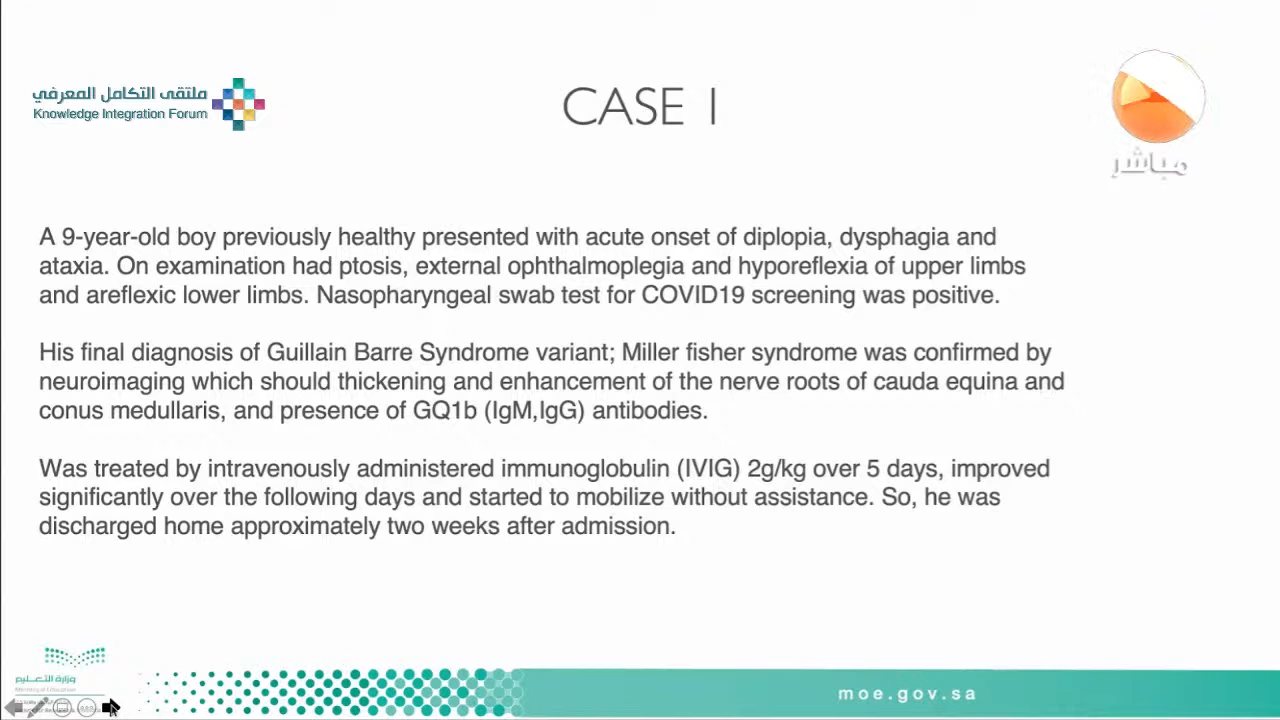 ملتقى التكامل المعرفي
Knowledge Integration Forum
CASE 1
مباشر
A 9-year-old boy previously healthy presented with acute onset of diplopia, dysphagia and
ataxia. On examination had ptosis, external ophthalmoplegia and hyporeflexia of upper limbs
and areflexic lower limbs. Nasopharyngeal swab test for COVID19 screening was positive.
His final diagnosis of Guillain Barre Syndrome variant; Miller fisher syndrome was confirmed by
neuroimaging which should thickening and enhancement of the nerve roots of cauda equina and
conus medullaris, and presence of GQ1b (IgM,IgG) antibodies.
Was treated by intravenously administered immunoglobulin (IVIG) 2g/kg over 5 days, improved
significantly over the following days and started to mobilize without assistance. So, he was
discharged home approximately two weeks after admission.
وزارة التعليم
Ministry of Education
moe.gov.sa